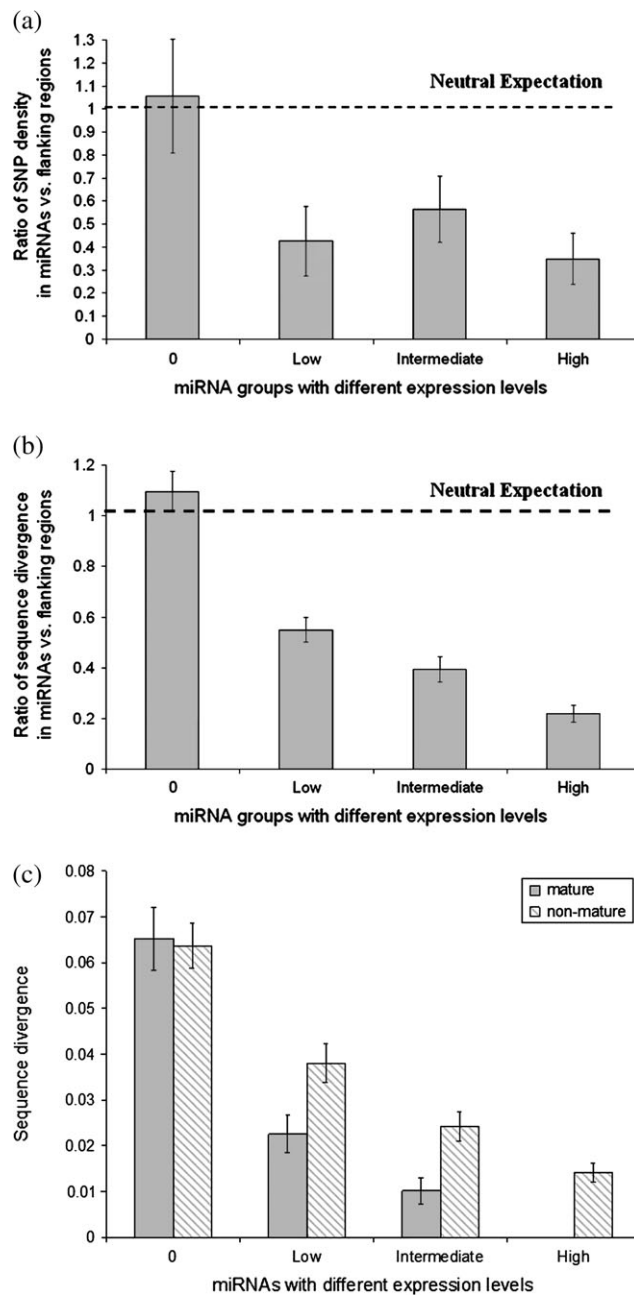 (a)
Ratio of SNP density
in miRNAs vs. flanking regions
1.3
1.2
1.1
1
0.9
0.8
0.7
0.6
0.5
0.4
0.3
0.2
0.1
0
Neutral Expectation
0 Low Intermediate High
miRNA groups with different expression levels
(b)
Ratio of sequence divergence
in miRNAs vs. flanking regions
1.2
1
0.8
0.6
0.4
0.2
0
Neutral Expectation
0 Low Intermediate High
miRNA groups with different expression levels
(c)
Sequence divergence
0.08
0.07
0.06
0.05
0.04
0.03
0.02
0.01
0
mature
non-mature
0 Low Intermediate High
miRNAs with different expression levels